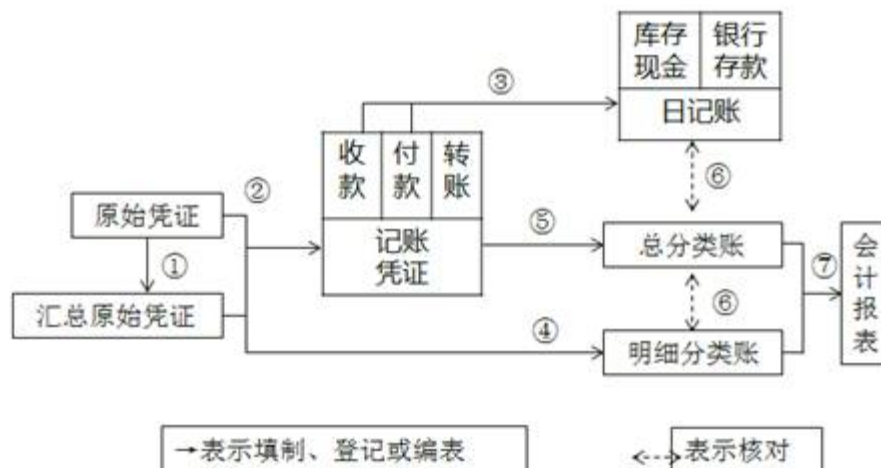 库存
现金
银行
存款
日记账
③
收
款
付
款
转
账
记账
凭证
②
原始凭证
①
汇总原始凭证
⑥
⑤
总分类账
⑥
④
明细分类账
⑦
会
计
报
表
→表示填制、登记或编表
表示核对